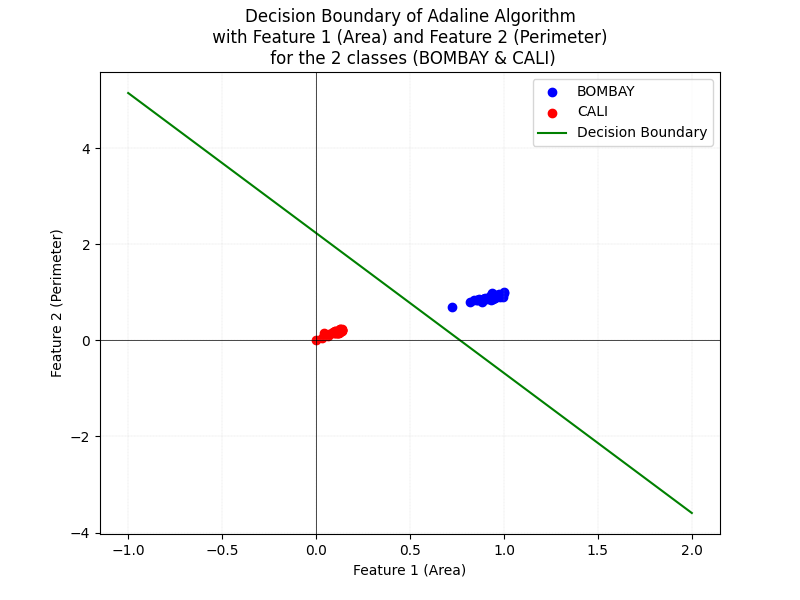 Decision Boundary of Adaline Algorithm
with Feature 1 (Area) and Feature 2 (Perimeter)
for the 2 classes (BOMBAY & CALI)
BOMBAY
CALI
Decision Boundary
Feature 2 (Perimeter)
4
2
0
−2
−4
−1.0 −0.5 0.0 0.5 1.0 1.5 2.0
Feature 1 (Area)